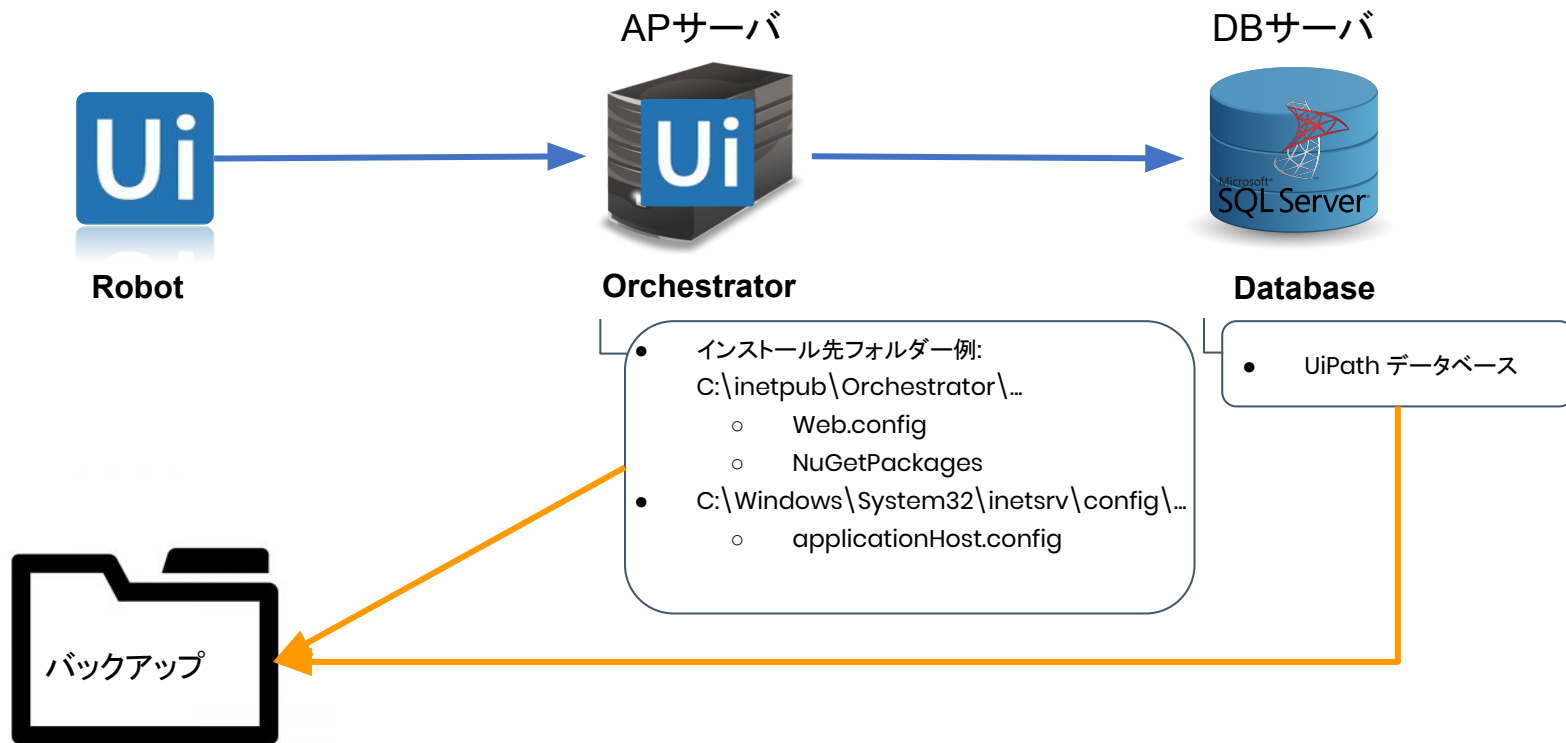 APサーバ
DBサーバ
Ui
Ui
Microsoft®
SQL Server®
Robot
Orchestrator
Database
● インストール先フォルダー例:
C:\inetpub\Orchestrator\...
○ Web.config
○ NuGetPackages
● C:\Windows\System32\inetsrv\config\...
○ applicationHost.config
● UiPath データベース
バックアップ